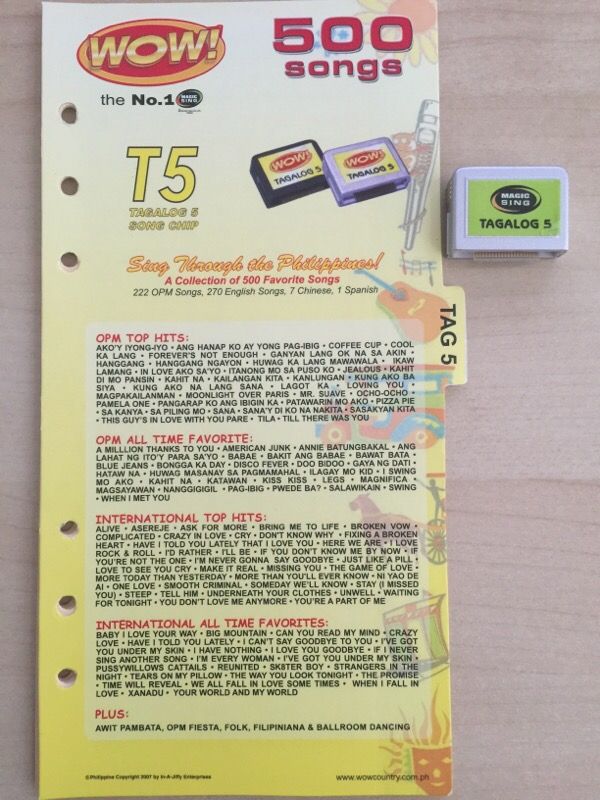 WOW!
500
songs
the No.1 MAGIC SING
T5
TAGALOG 5
SONG CHIP
WOW!
TAGALOG 5
WOW!
TAGALOG 5
MAGIC
SING
TAGALOG 5
Sing Through the Philippines!
A Collection of 500 Favorite Songs
222 OPM Songs, 270 English Songs, 7 Chinese, 1 Spanish
TAG 5
OPM TOP HITS:
AKO'Y IYONG-IYO • ANG HANAP KO AY YONG PAG-IBIG • COFFEE CUP • COOL
KA LANG • FOREVER'S NOT ENOUGH • GANYAN LANG OK NA SA AKIN •
HANGGANG • HANGGANG NGAYON • HUWAG KA LANG MAWAWALA • IKAW
LAMANG • IN LOVE AKO SA'YO • ITANONG MO SA PUSO KO • JEALOUS • KAHIT
DI MO PANSIN • KAHIT NA • KAILANGAN KITA • KANLUNGAN • KUNG AKO BA
SIYA • KUNG AKO NA LANG SANA • LAGOT KA • LOVING YOU •
MAGPAKAILANMAN • MOONLIGHT OVER PARIS • MR. SUAVE • OCHO-OCHO •
PAMELA ONE • PANGARAP KO ANG IBIGIN KA • PATAWARIN MO AKO • PIZZA PIE
• SA KANYA • SA PILING MO • SANA • SANA'Y DI KO NA NAKITA • SASAKYAN KITA
• THIS GUY'S IN LOVE WITH YOU PARE • TILA • TILL THERE WAS YOU
OPM ALL TIME FAVORITE:
A MILLLION THANKS TO YOU • AMERICAN JUNK • ANNIE BATUNGBAKAL • ANG
LAHAT NG ITO'Y PARA SA'YO • BABAE • BAKIT ANG BABAE • BAWAT BATA •
BLUE JEANS • BONGGA KA DAY • DISCO FEVER • DOO BIDOO • GAYA NG DATI •
HATAW NA • HUWAG MASANAY SA PAGMAMAHAL • ILAGAY MO KID • I SWING
MO AKO • KAHIT NA • KATAWAN • KISS KISS • LEGS • MAGNIFICA •
MAGSAYAWAN • NANGGIGIGIL • PAG-IBIG • PWEDE BA? • SALAWIKAIN • SWING
• WHEN I MET YOU
INTERNATIONAL TOP HITS:
ALIVE • ASEREJE • ASK FOR MORE • BRING ME TO LIFE • BROKEN VOW •
COMPLICATED • CRAZY IN LOVE • CRY • DON'T KNOW WHY • FIXING A BROKEN
HEART • HAVE I TOLD YOU LATELY THAT I LOVE YOU • HERE WE ARE • I LOVE
ROCK & ROLL • I'D RATHER • I'LL BE • IF YOU DON'T KNOW ME BY NOW • IF
YOU'RE NOT THE ONE • I'M NEVER GONNA SAY GOODBYE • JUST LIKE A PILL •
LOVE TO SEE YOU CRY • MAKE IT REAL • MISSING YOU • THE GAME OF LOVE •
MORE TODAY THAN YESTERDAY • MORE THAN YOU'LL EVER KNOW • NI YAO DE
AI • ONE LOVE • SMOOTH CRIMINAL • SOMEDAY WE'LL KNOW • STAY (I MISSED
YOU) • STEEP • TELL HIM • UNDERNEATH YOUR CLOTHES • UNWELL • WAITING
FOR TONIGHT • YOU DON'T LOVE ME ANYMORE • YOU'RE A PART OF ME
INTERNATIONAL ALL TIME FAVORITES:
BABY I LOVE YOUR WAY • BIG MOUNTAIN • CAN YOU READ MY MIND • CRAZY
LOVE • HAVE I TOLD YOU LATELY • I CAN'T SAY GOODBYE TO YOU • I'VE GOT
YOU UNDER MY SKIN • I HAVE NOTHING • I LOVE YOU GOODBYE • IF I NEVER
SING ANOTHER SONG • I'M EVERY WOMAN • I'VE GOT YOU UNDER MY SKIN •
PUSSYWILLOWS CATTAILS • REUNITED • SK8TER BOY • STRANGERS IN THE
NIGHT • TEARS ON MY PILLOW • THE WAY YOU LOOK TONIGHT • THE PROMISE
• TIME WILL REVEAL • WE ALL FALL IN LOVE SOME TIMES • WHEN I FALL IN
LOVE • XANADU • YOUR WORLD AND MY WORLD
PLUS:
AWIT PAMBATA, OPM FIESTA, FOLK, FILIPINIANA & BALLROOM DANCING
©Philippine Copyright 2007 by In-A-Jiffy Enterprises
www.wowcountry.com.ph